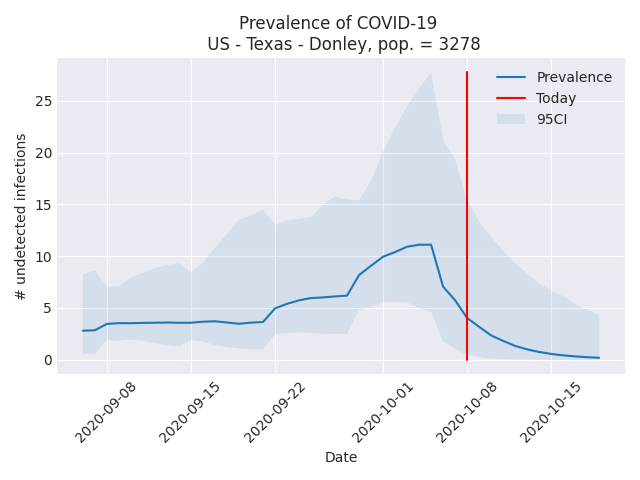 Prevalence of COVID-19
US - Texas - Donley, pop. = 3278
# undetected infections
25
20
15
10
5
0
Prevalence
Today
95CI
2020-09-08
2020-09-15
2020-09-22
2020-10-01
2020-10-08
2020-10-15
Date